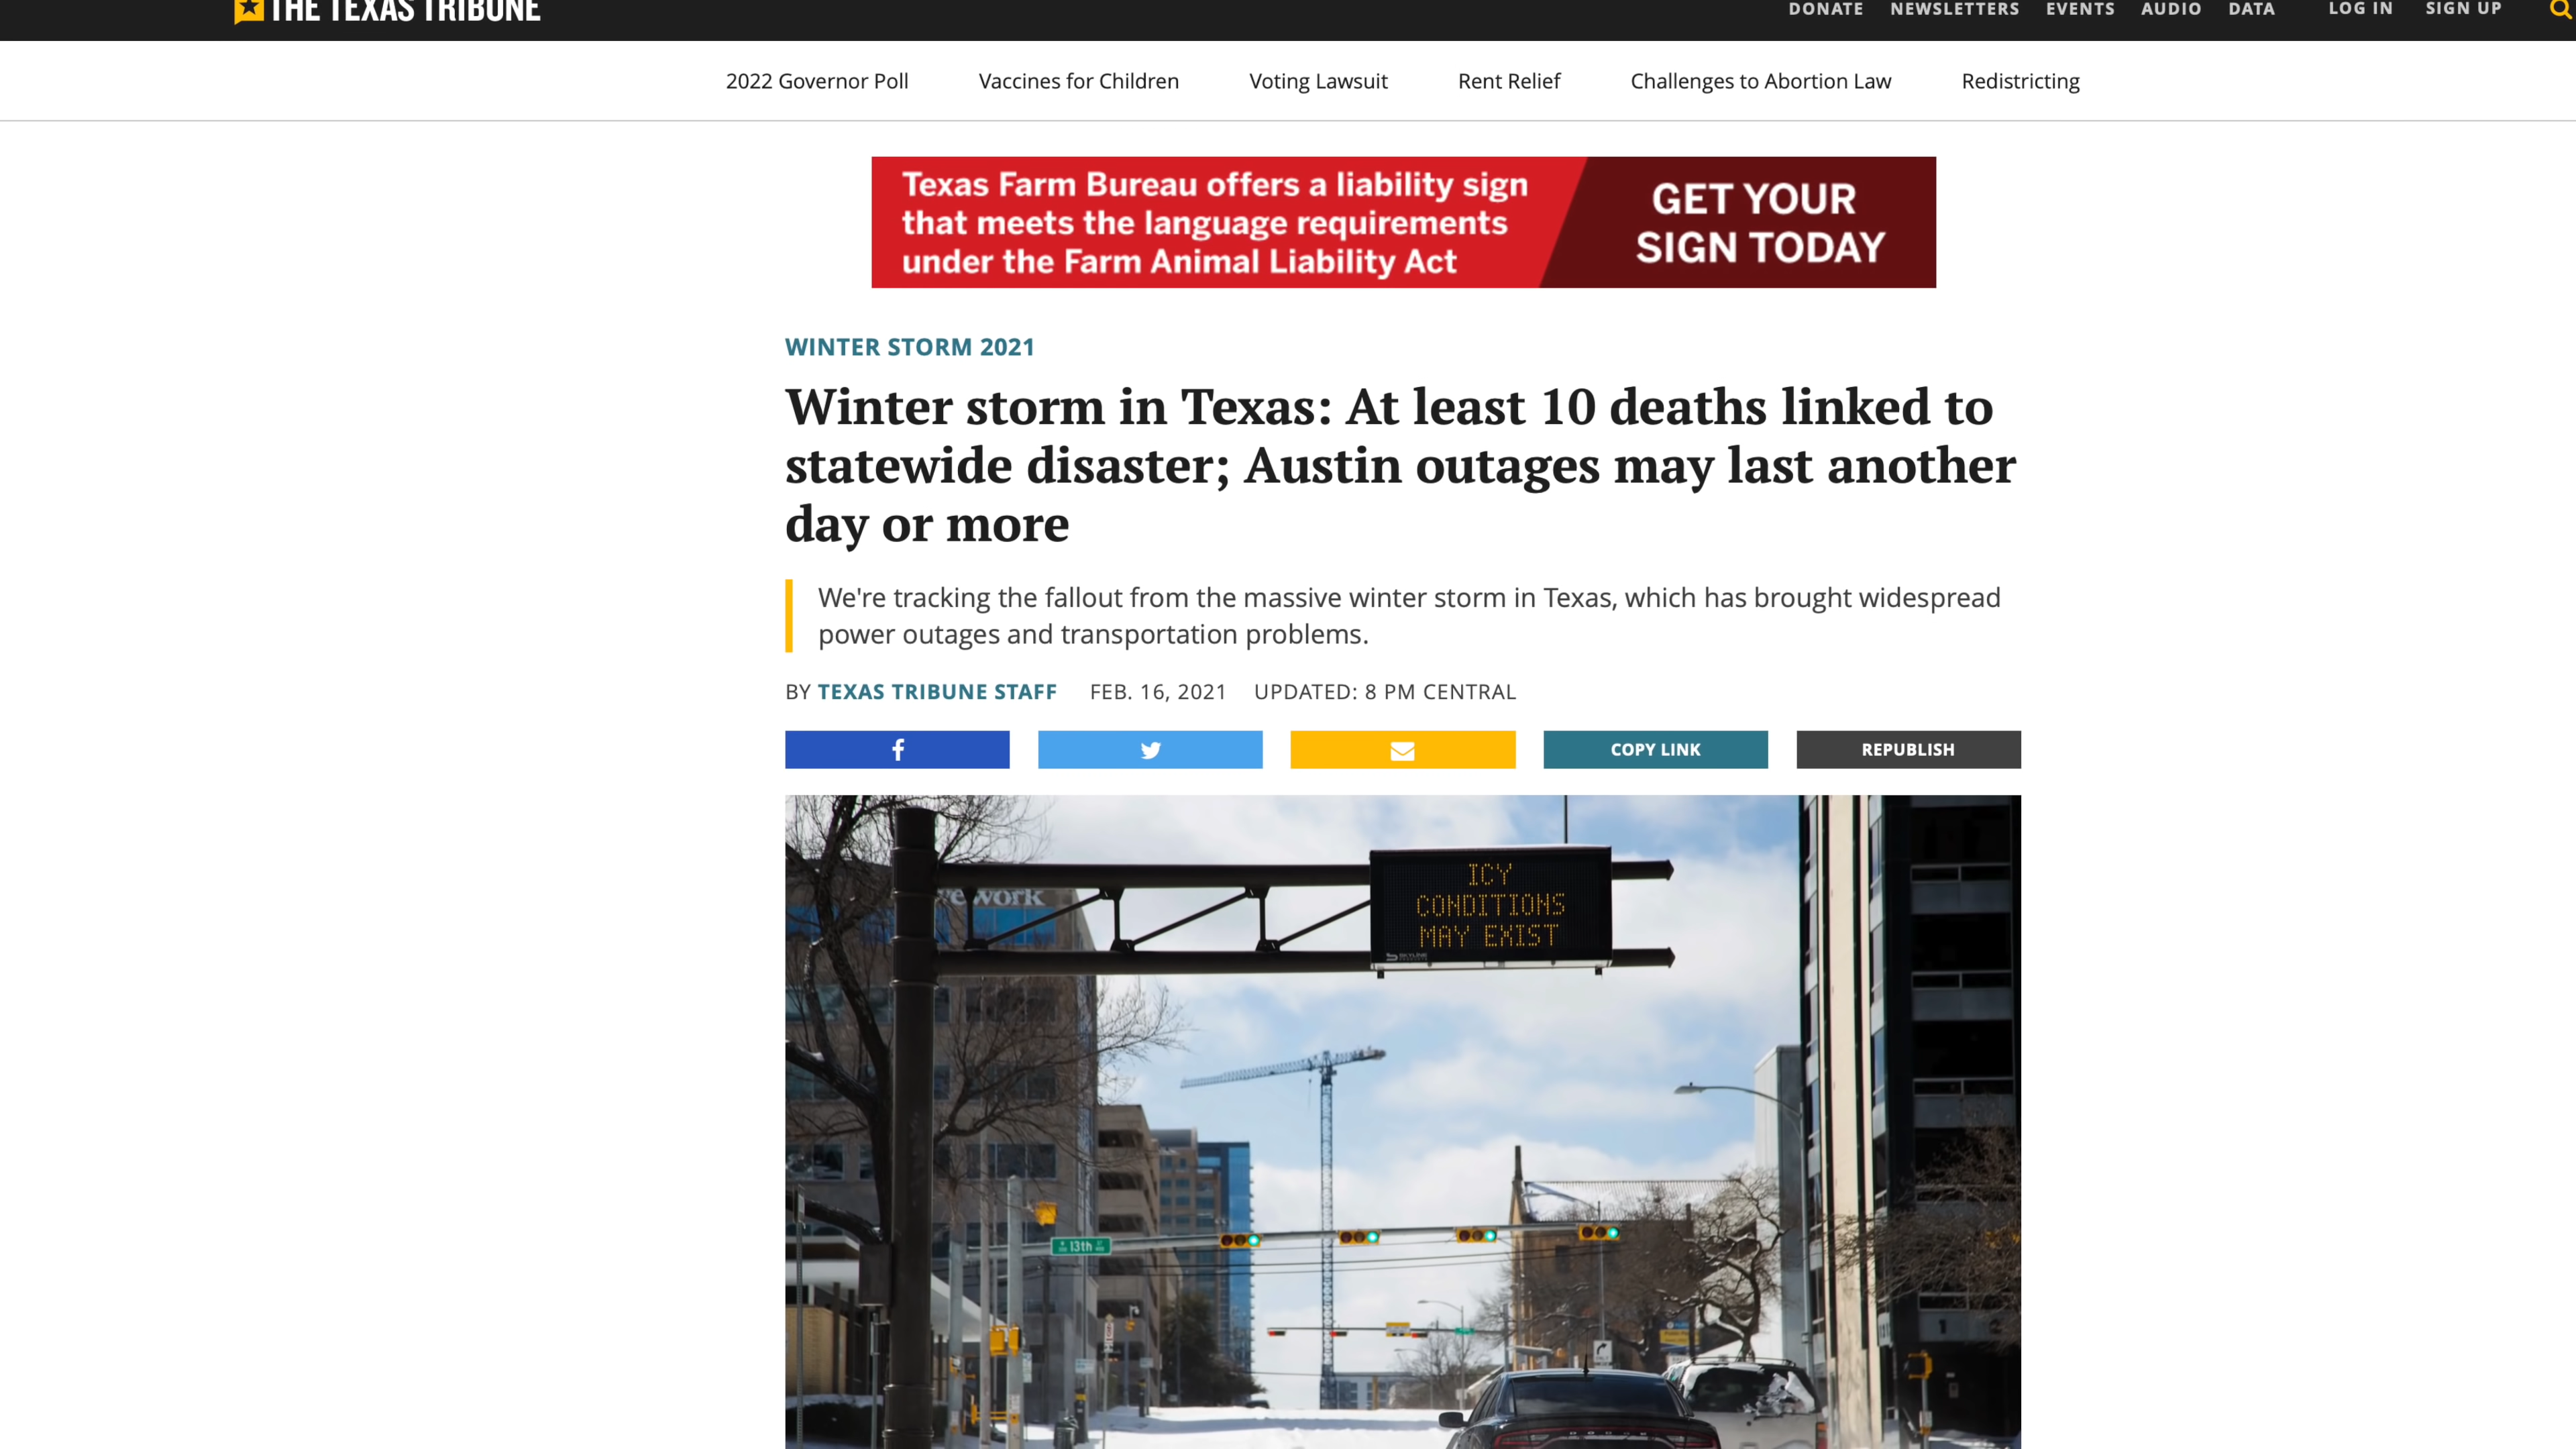 THE TEXAS TRIBUNE
DONATE NEWSLETTERS EVENTS AUDIO DATA LOG IN SIGN UP
2022 Governor Poll Vaccines for Children Voting Lawsuit Rent Relief Challenges to Abortion Law Redistricting
Texas Farm Bureau offers a liability sign
that meets the language requirements
under the Farm Animal Liability Act
GET YOUR
SIGN TODAY
WINTER STORM 2021
Winter storm in Texas: At least 10 deaths linked to
statewide disaster; Austin outages may last another
day or more
We're tracking the fallout from the massive winter storm in Texas, which has brought widespread
power outages and transportation problems.
BY TEXAS TRIBUNE STAFF FEB. 16, 2021 UPDATED: 8 PM CENTRAL
COPY LINK
REPUBLISH
ework
ICY
CONDITIONS
MAY EXIST
SKYLINE
13th
DODGE